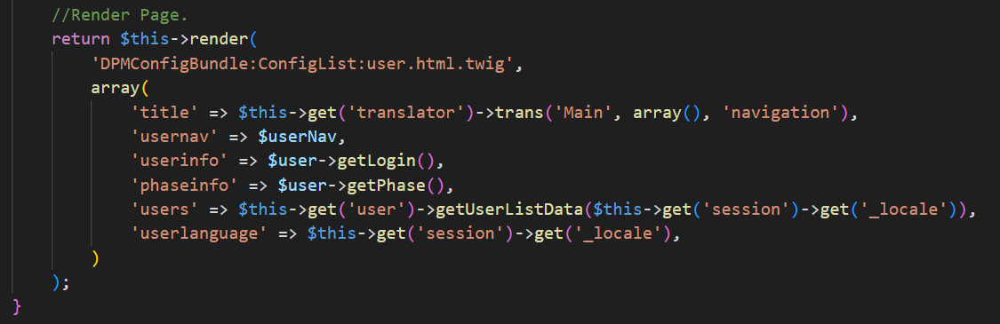 //Render Page.
return $this->render(
'DPMConfigBundle:ConfigList:user.html.twig',
array(
'title' => $this->get('translator')->trans('Main', array(), 'navigation'),
'usernav' => $userNav,
'userinfo' => $user->getLogin(),
'phaseinfo' => $user->getPhase(),
'users' => $this->get('user')->getUserListData($this->get('session')->get('_locale')),
'userlanguage' => $this->get('session')->get('_locale'),
)
);
}